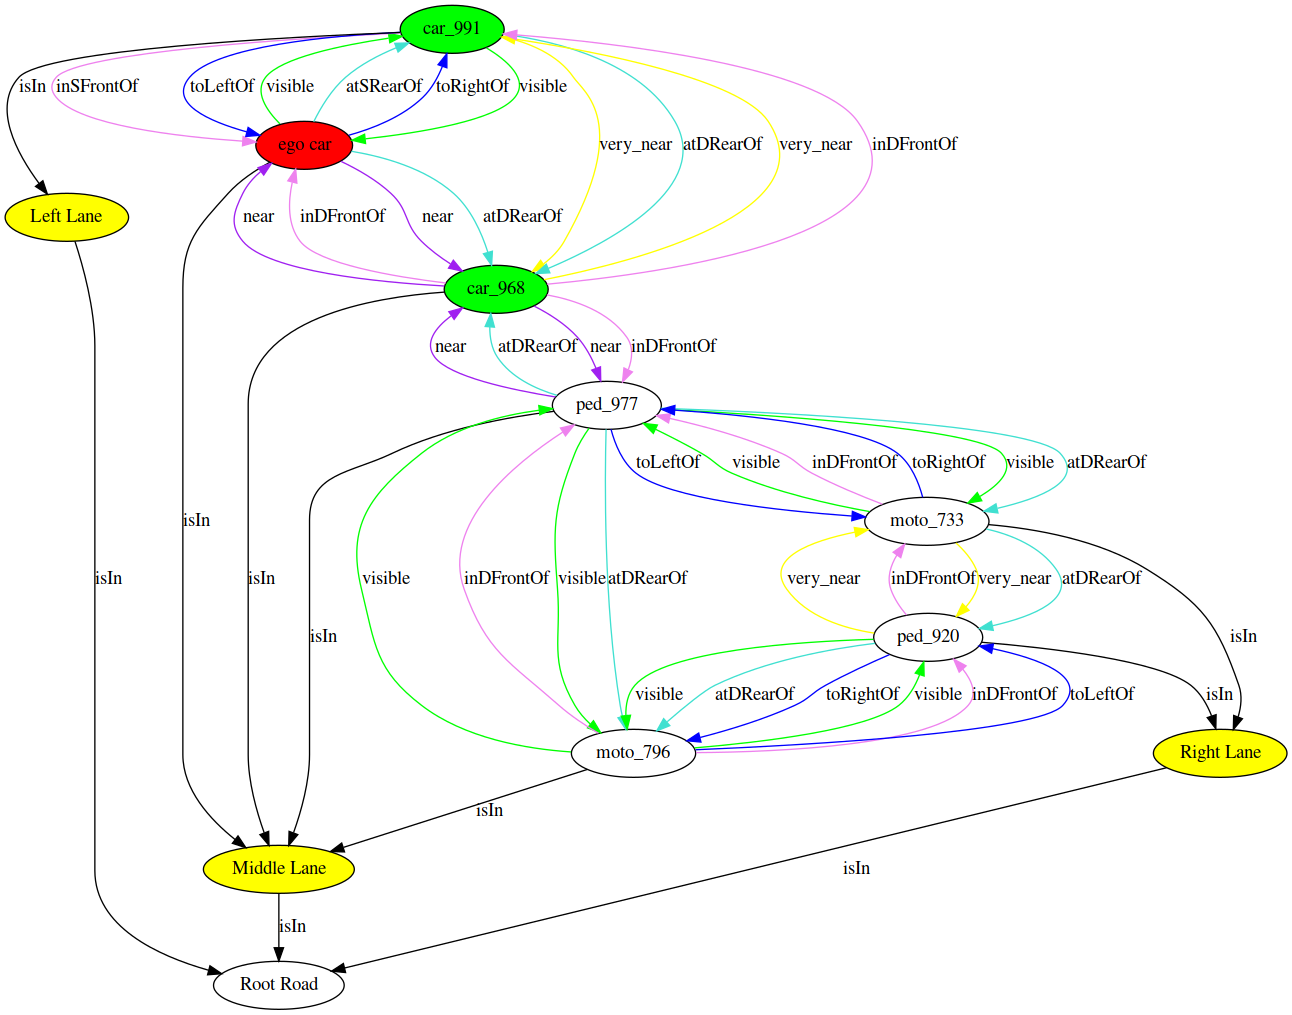 car_991
isIn
inSFrontOf
toLeftOf
visible
atSRearOf
toRightOf
visible
very_near
atDRearOf
very_near
inDFrontOf
ego car
Left Lane
near
inDFrontOf
near
atDRearOf
car_968
near
atDRearOf
near
inDFrontOf
ped_977
toLeftOf
visible
inDFrontOf
toRightOf
visible
atDRearOf
isIn
moto_733
isIn
isIn
visible
inDFrontOf
visible
atDRearOf
very_near
inDFrontOf
very_near
atDRearOf
isIn
ped_920
isIn
visible
atDRearOf
toRightOf
visible
inDFrontOf
toLeftOf
isIn
moto_796
Right Lane
isIn
Middle Lane
isIn
isIn
Root Road